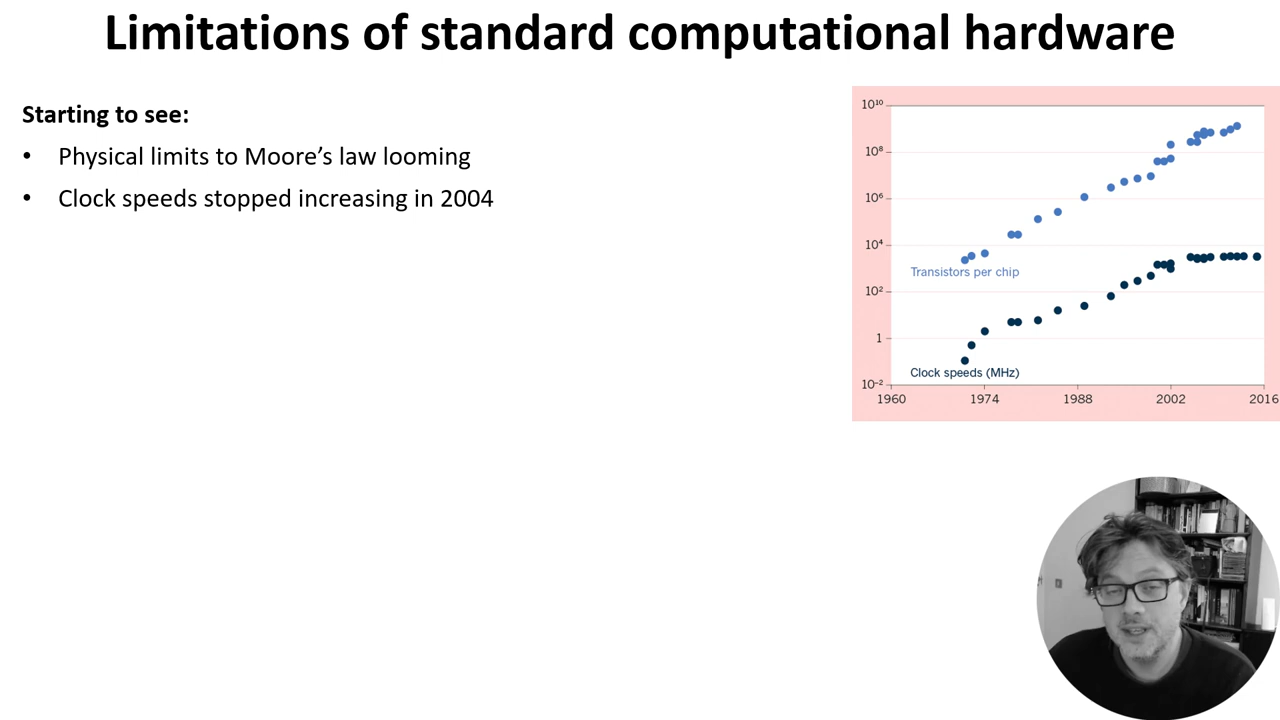 Limitations of standard computational hardware
Starting to see:
• Physical limits to Moore’s law looming
• Clock speeds stopped increasing in 2004
10¹⁰
10⁸
10⁶
10⁴
Transistors per chip
10²
1
Clock speeds (MHz)
10⁻²
1960 1974 1988 2002 2016